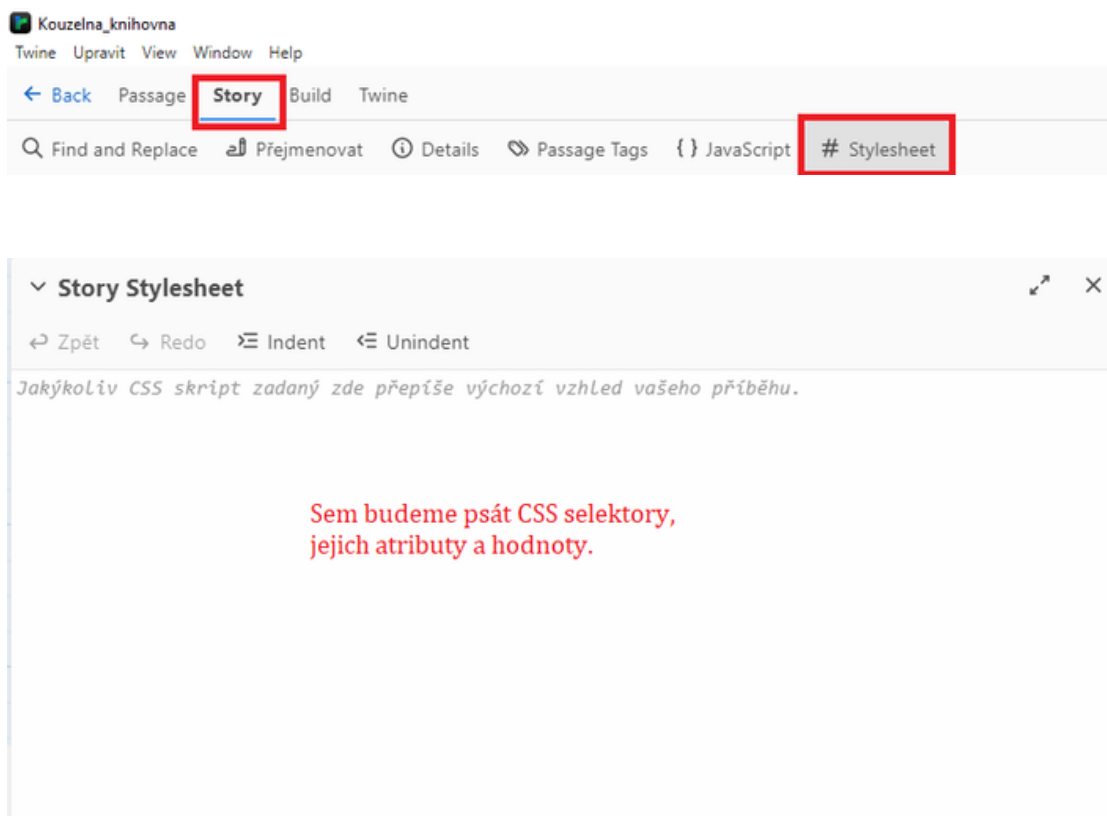 Kouzelna_knihovna
Twine Upravit View Window Help
← Back Passage Story Build Twine
Find and Replace Přejmenovat Details Passage Tags { } JavaScript # Stylesheet
Story Stylesheet
Zpět Redo Indent Unindent
Jakýkoliv CSS skript zadaný zde přepíše výchozí vzhled vašeho příběhu.
Sem budeme psát CSS selektory,
jejich atributy a hodnoty.